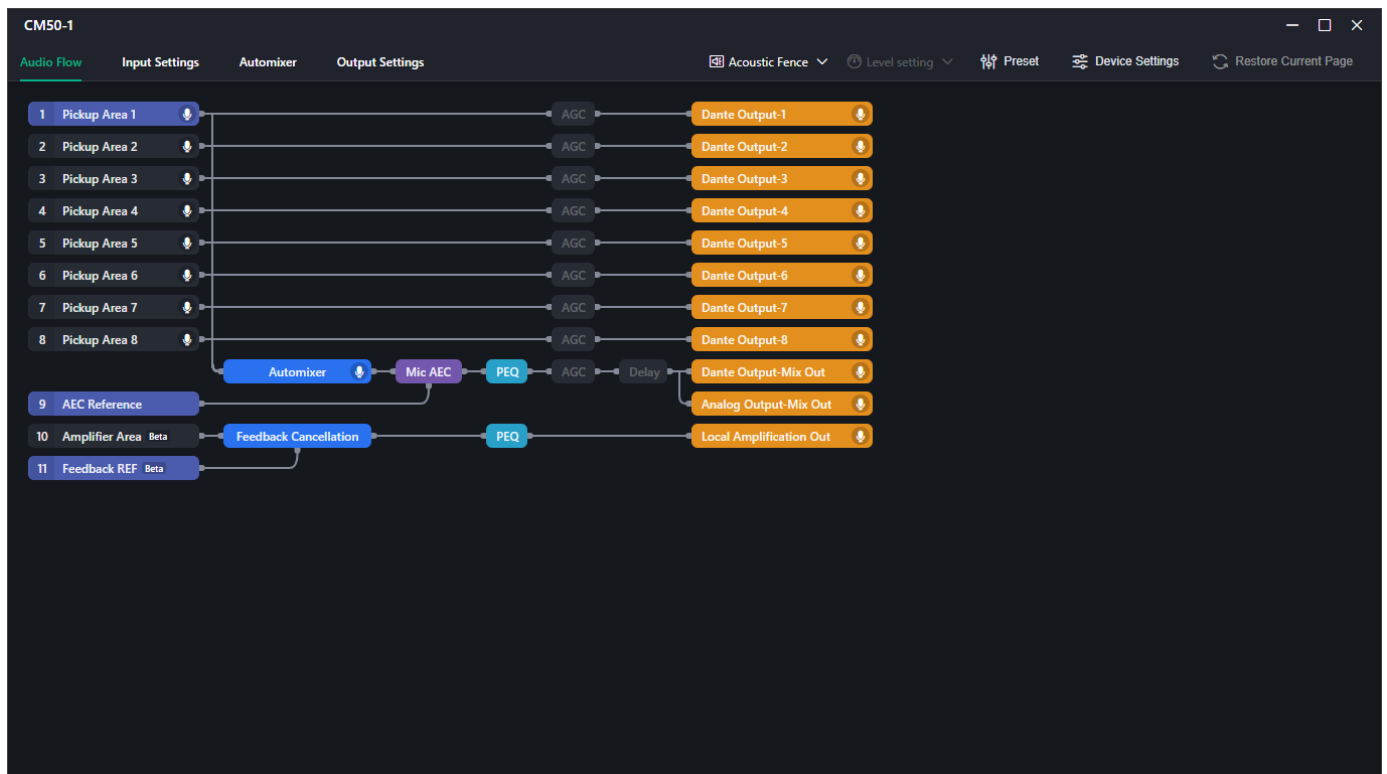 CM50-1
Audio Flow Input Settings Automixer Output Settings Acoustic Fence Level setting Preset Device Settings Restore Current Page
1 Pickup Area 1 AGC Dante Output-1
2 Pickup Area 2 AGC Dante Output-2
3 Pickup Area 3 AGC Dante Output-3
4 Pickup Area 4 AGC Dante Output-4
5 Pickup Area 5 AGC Dante Output-5
6 Pickup Area 6 AGC Dante Output-6
7 Pickup Area 7 AGC Dante Output-7
8 Pickup Area 8 AGC Dante Output-8
Automixer Mic AEC PEQ AGC Delay Dante Output-Mix Out
9 AEC Reference Analog Output-Mix Out
10 Amplifier Area Beta Feedback Cancellation PEQ Local Amplification Out
11 Feedback REF Beta